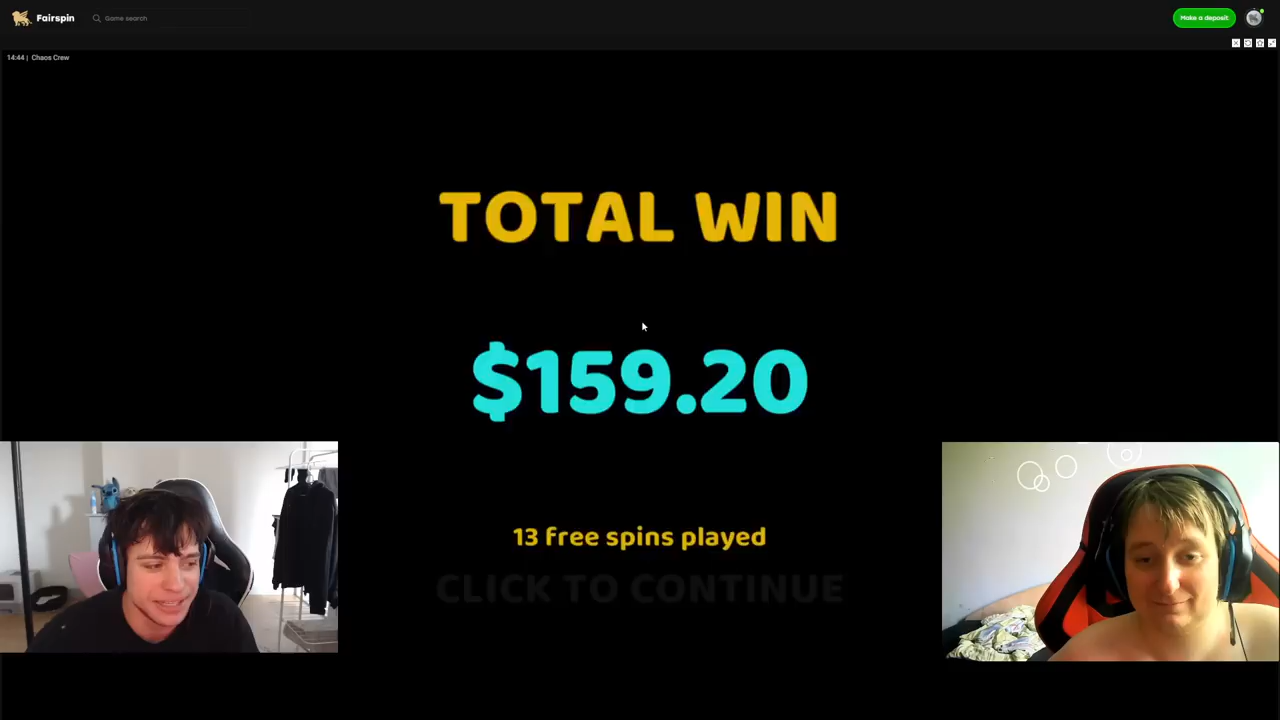 Fairspin
Game search
Make a deposit
14:44 | Chaos Crew
TOTAL WIN
$159.20
13 free spins played
CLICK TO CONTINUE